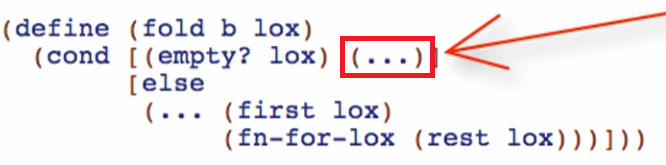 (define (fold b lox)
(cond [(empty? lox) (...)]
[else
(... (first lox)
(fn-for-lox (rest lox)))]))